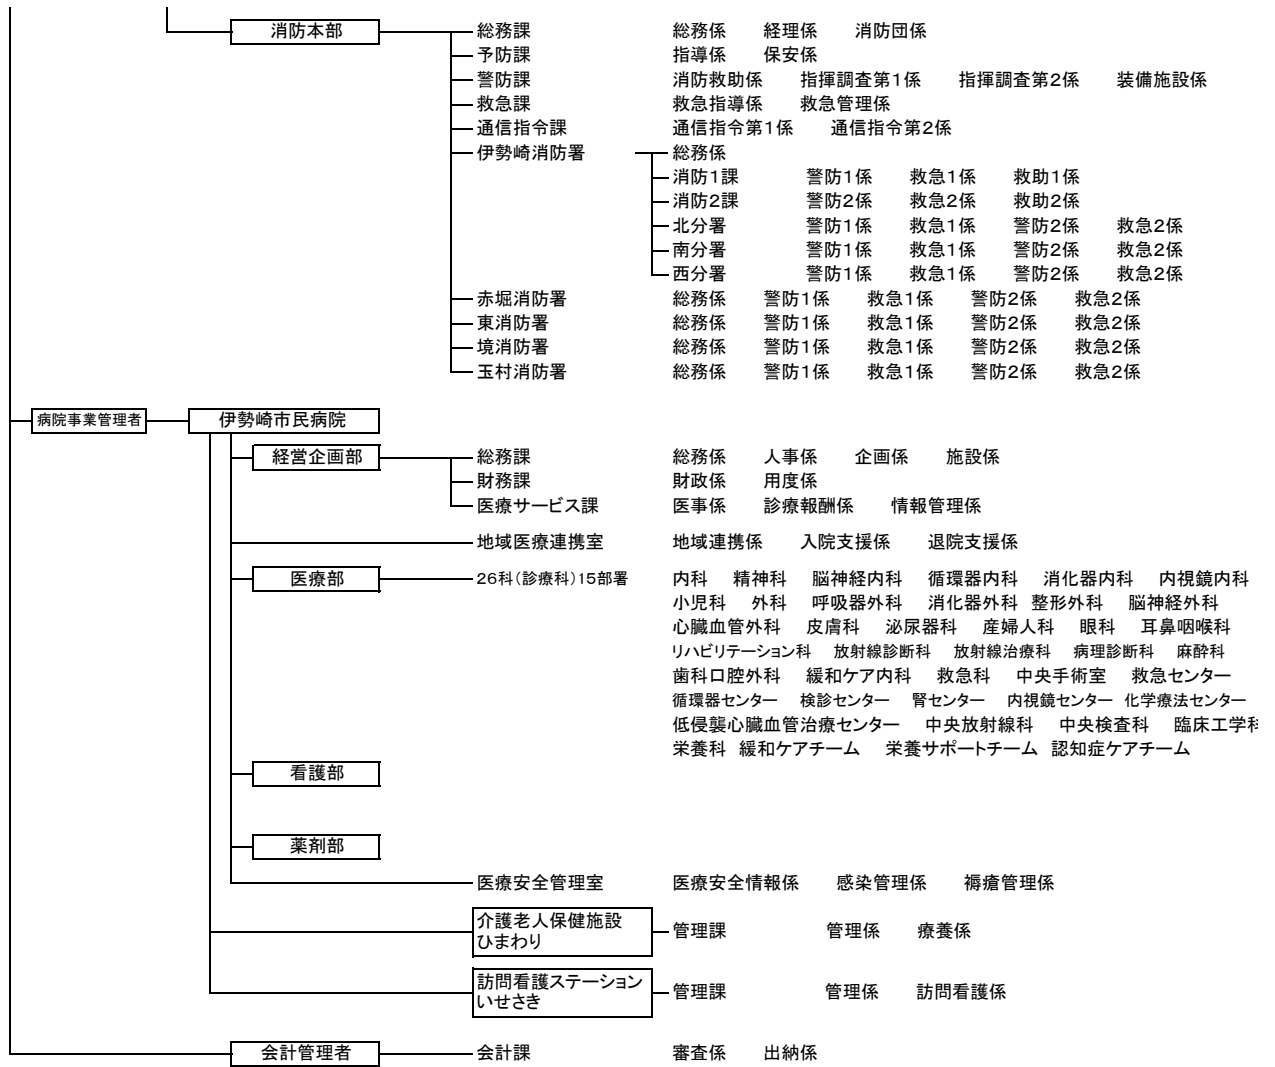 消防本部 総務課 総務係 経理係 消防団係
予防課 指導係 保安係
警防課 消防救助係 指揮調査第1係 指揮調査第2係 装備施設係
救急課 救急指導係 救急管理係
通信指令課 通信指令第1係 通信指令第2係
伊勢崎消防署 総務係
消防1課 警防1係 救急1係 救助1係
消防2課 警防2係 救急2係 救助2係
北分署 警防1係 救急1係 警防2係 救急2係
南分署 警防1係 救急1係 警防2係 救急2係
西分署 警防1係 救急1係 警防2係 救急2係
赤堀消防署 総務係 警防1係 救急1係 警防2係 救急2係
東消防署 総務係 警防1係 救急1係 警防2係 救急2係
境消防署 総務係 警防1係 救急1係 警防2係 救急2係
玉村消防署 総務係 警防1係 救急1係 警防2係 救急2係
病院事業管理者 伊勢崎市民病院
経営企画部 総務課 総務係 人事係 企画係 施設係
財務課 財政係 用度係
医療サービス課 医事係 診療報酬係 情報管理係
地域医療連携室 地域連携係 入院支援係 退院支援係
医療部 26科(診療科)15部署 内科 精神科 脳神経内科 循環器内科 消化器内科 内視鏡内科
小児科 外科 呼吸器外科 消化器外科 整形外科 脳神経外科
心臓血管外科 皮膚科 泌尿器科 産婦人科 眼科 耳鼻咽喉科
リハビリテーション科 放射線診断科 放射線治療科 病理診断科 麻酔科
歯科口腔外科 緩和ケア内科 救急科 中央手術室 救急センター
循環器センター 検診センター 腎センター 内視鏡センター 化学療法センター
低侵襲心臓血管治療センター 中央放射線科 中央検査科 臨床工学科
栄養科 緩和ケアチーム 栄養サポートチーム 認知症ケアチーム
看護部
薬剤部
医療安全管理室 医療安全情報係 感染管理係 褥瘡管理係
介護老人保健施設
ひまわり 管理課 管理係 療養係
訪問看護ステーション
いせさき 管理課 管理係 訪問看護係
会計管理者 会計課 審査係 出納係